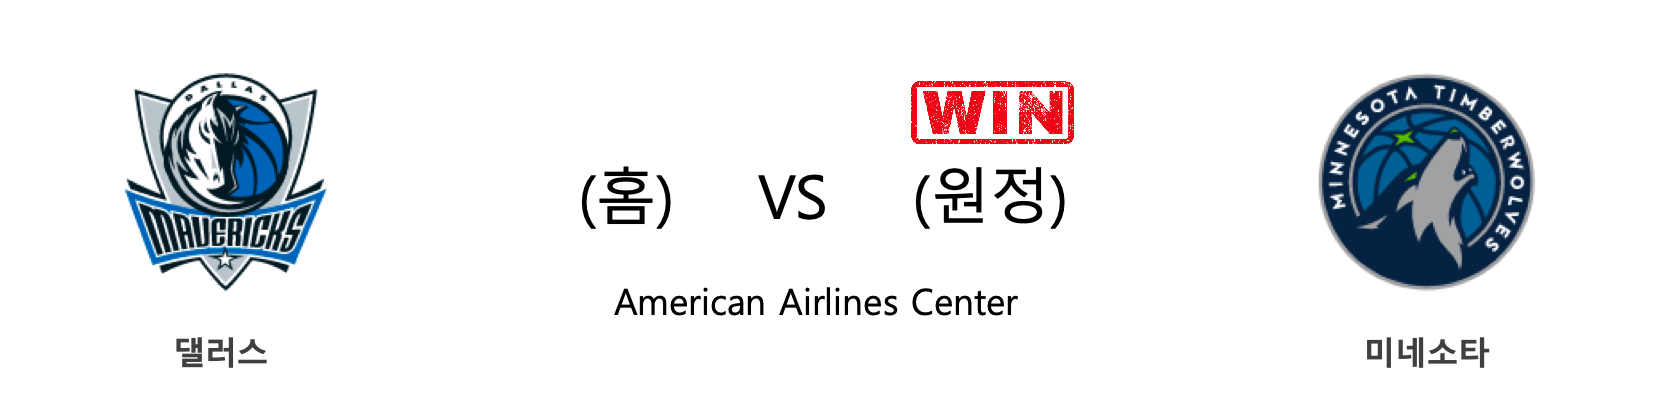 DALLAS
MAVERICKS
WIN
(홈) VS (원정)
American Airlines Center
MINNESOTA TIMBERWOLVES
댈러스
미네소타